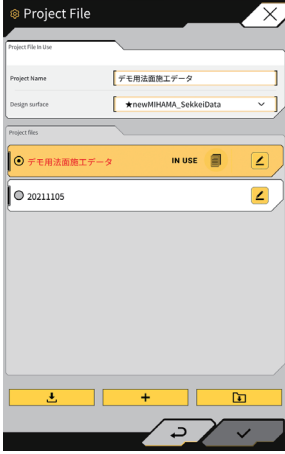 Project File
Project File In Use
Project Name
デモ用法面施工データ
Design surface
★newMIHAMA_SekkeiData
Project files
デモ用法面施工データ
IN USE
20211105